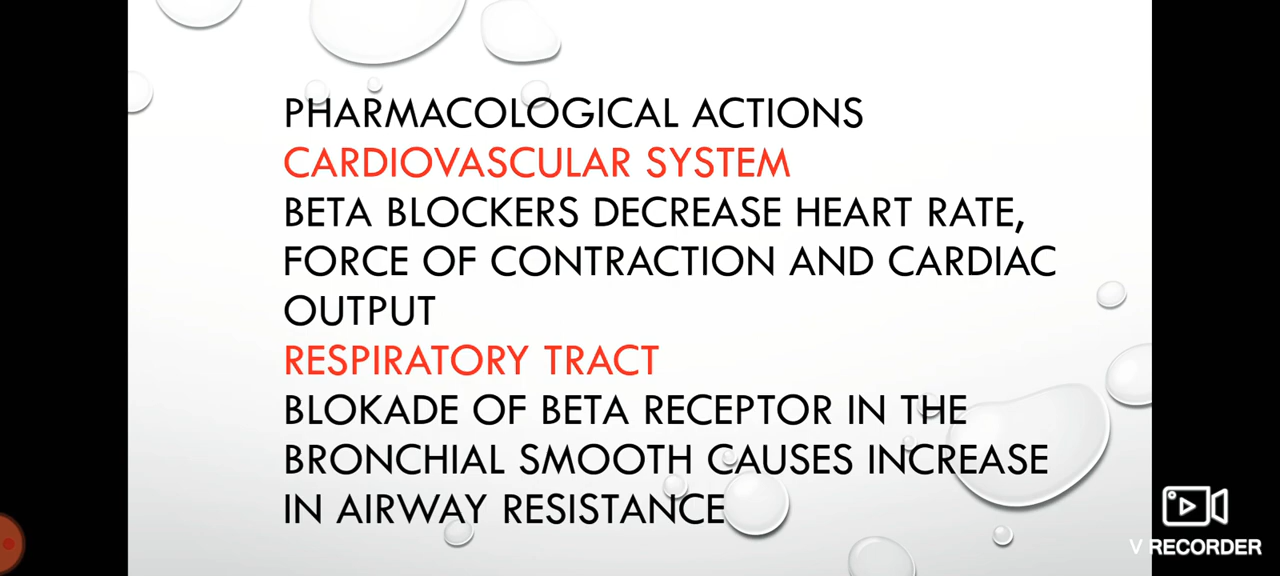 PHARMACOLOGICAL ACTIONS
CARDIOVASCULAR SYSTEM
BETA BLOCKERS DECREASE HEART RATE,
FORCE OF CONTRACTION AND CARDIAC
OUTPUT
RESPIRATORY TRACT
BLOKADE OF BETA RECEPTOR IN THE
BRONCHIAL SMOOTH CAUSES INCREASE
IN AIRWAY RESISTANCE
V RECORDER